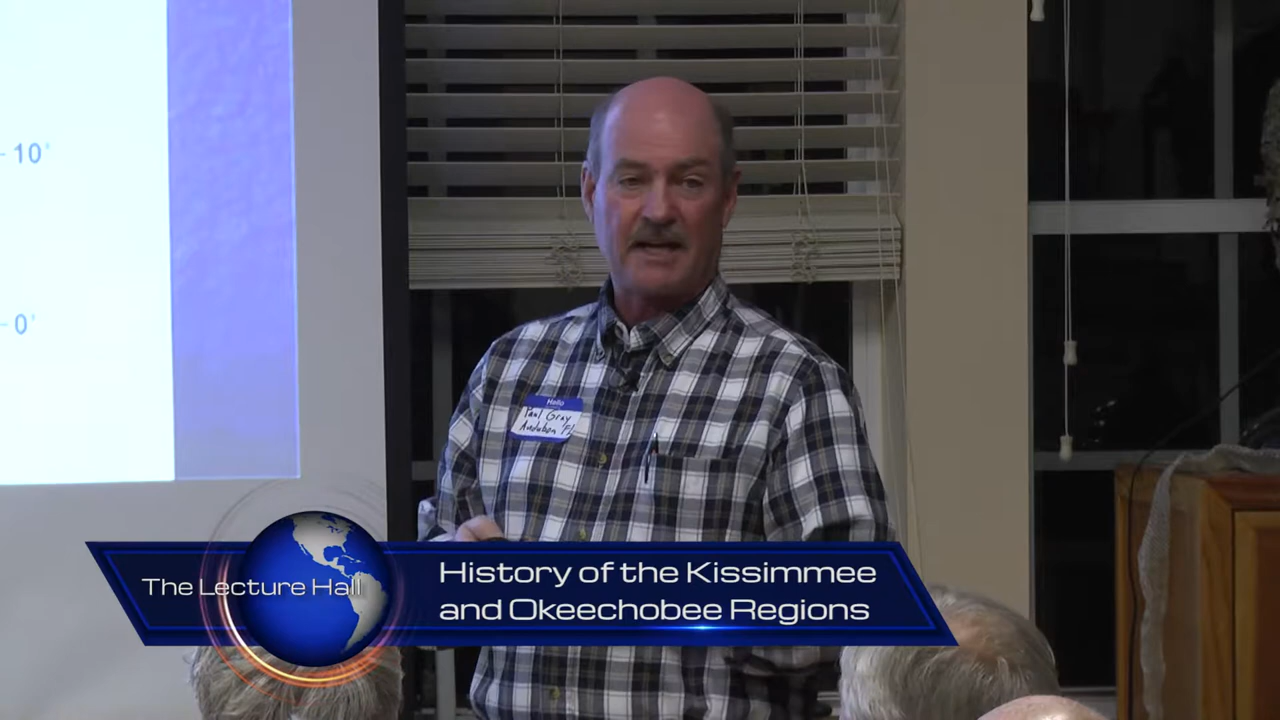 10'
0'
Hello
Paul Gray
Audubon FL
The Lecture Hall
History of the Kissimmee
and Okeechobee Regions